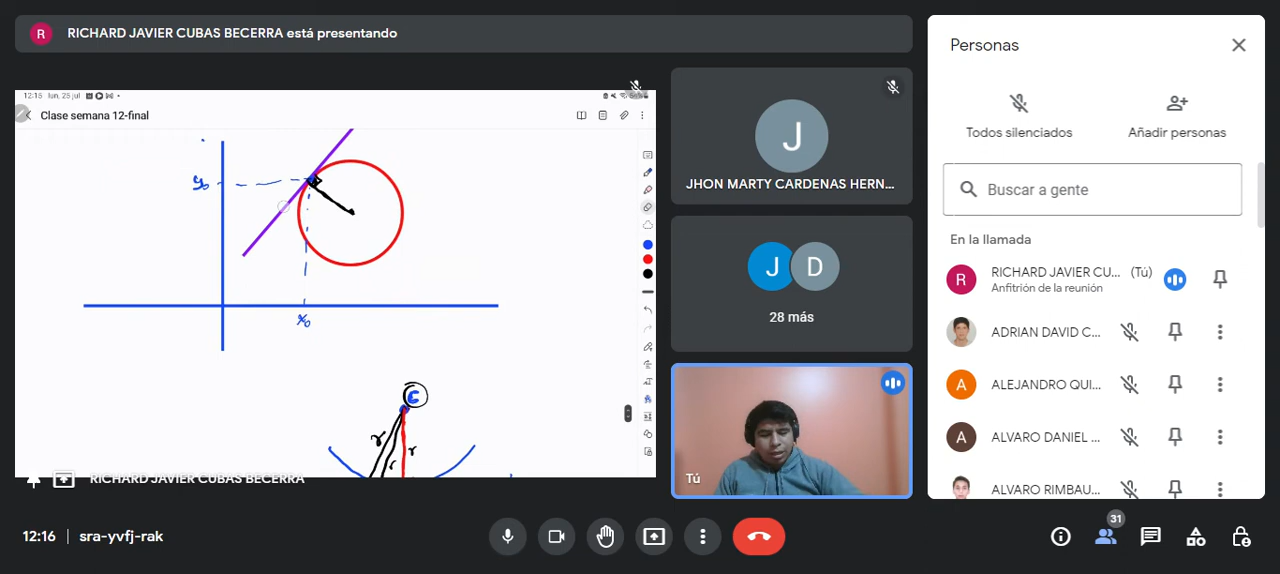 R RICHARD JAVIER CUBAS BECERRA está presentando
12:15 lun, 25 jul
Clase semana 12-final
y₀
x₀
C
r
r
r
RICHARD JAVIER CUBAS BECERRA
J
JHON MARTY CARDENAS HERN...
J D
28 más
Tú
Personas
Todos silenciados
Añadir personas
Buscar a gente
En la llamada
R RICHARD JAVIER CU... (Tú)
Anfitrión de la reunión
ADRIAN DAVID C...
A ALEJANDRO QUI...
A ALVARO DANIEL ...
ALVARO RIMBAU...
12:16 | sra-yvfj-rak
31